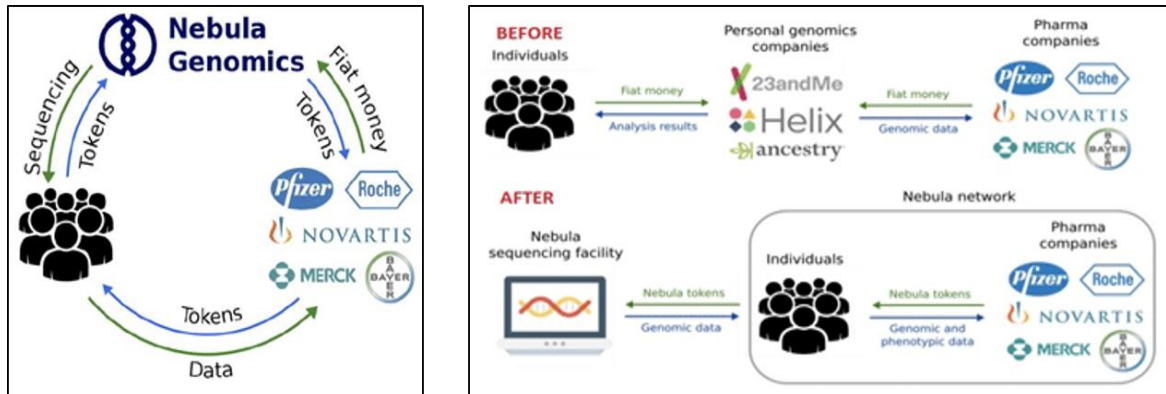 Nebula
Genomics
Sequencing
Tokens
Tokens
Fiat money
Pfizer
Roche
NOVARTIS
MERCK
BAYER
BAYER
Tokens
Data
BEFORE
Individuals
Personal genomics
companies
Pharma
companies
Fiat money
Analysis results
23andMe
Helix
ancestry
Fiat money
Genomic data
Pfizer
Roche
NOVARTIS
MERCK
BAYER
BAYER
AFTER
Nebula network
Nebula
sequencing facility
Individuals
Pharma
companies
Nebula tokens
Genomic data
Nebula tokens
Genomic and
phenotypic data
Pfizer
Roche
NOVARTIS
MERCK
BAYER
BAYER